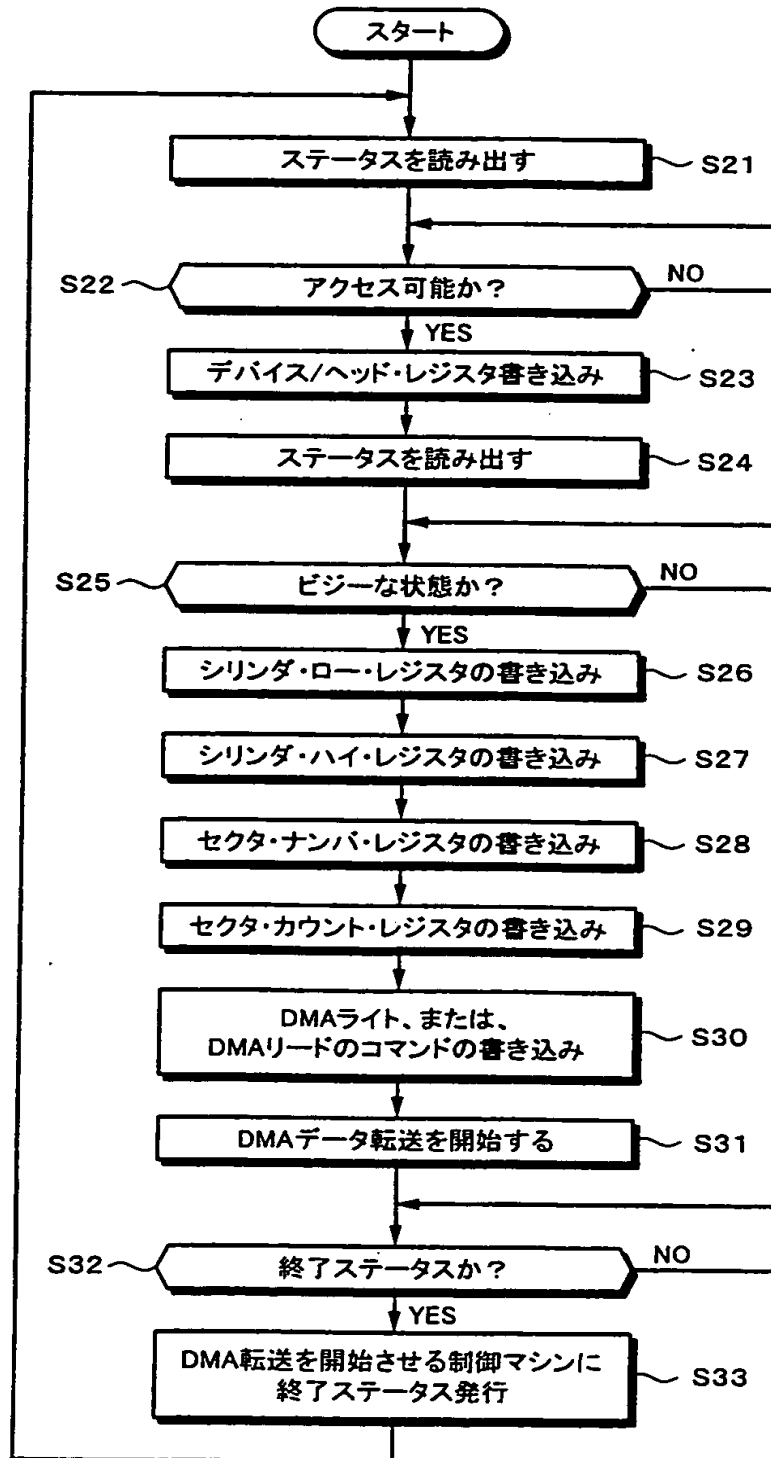 スタート
ステータスを読み出す
S21
S22
アクセス可能か?
NO
YES
デバイス/ヘッド・レジスタ書き込み
S23
ステータスを読み出す
S24
S25
ビジーな状態か?
NO
YES
シリンダ・ロー・レジスタの書き込み
S26
シリンダ・ハイ・レジスタの書き込み
S27
セクタ・ナンバ・レジスタの書き込み
S28
セクタ・カウント・レジスタの書き込み
S29
DMAライト、または、
DMAリードのコマンドの書き込み
S30
DMAデータ転送を開始する
S31
S32
終了ステータスか?
NO
YES
DMA転送を開始させる制御マシンに
終了ステータス発行
S33